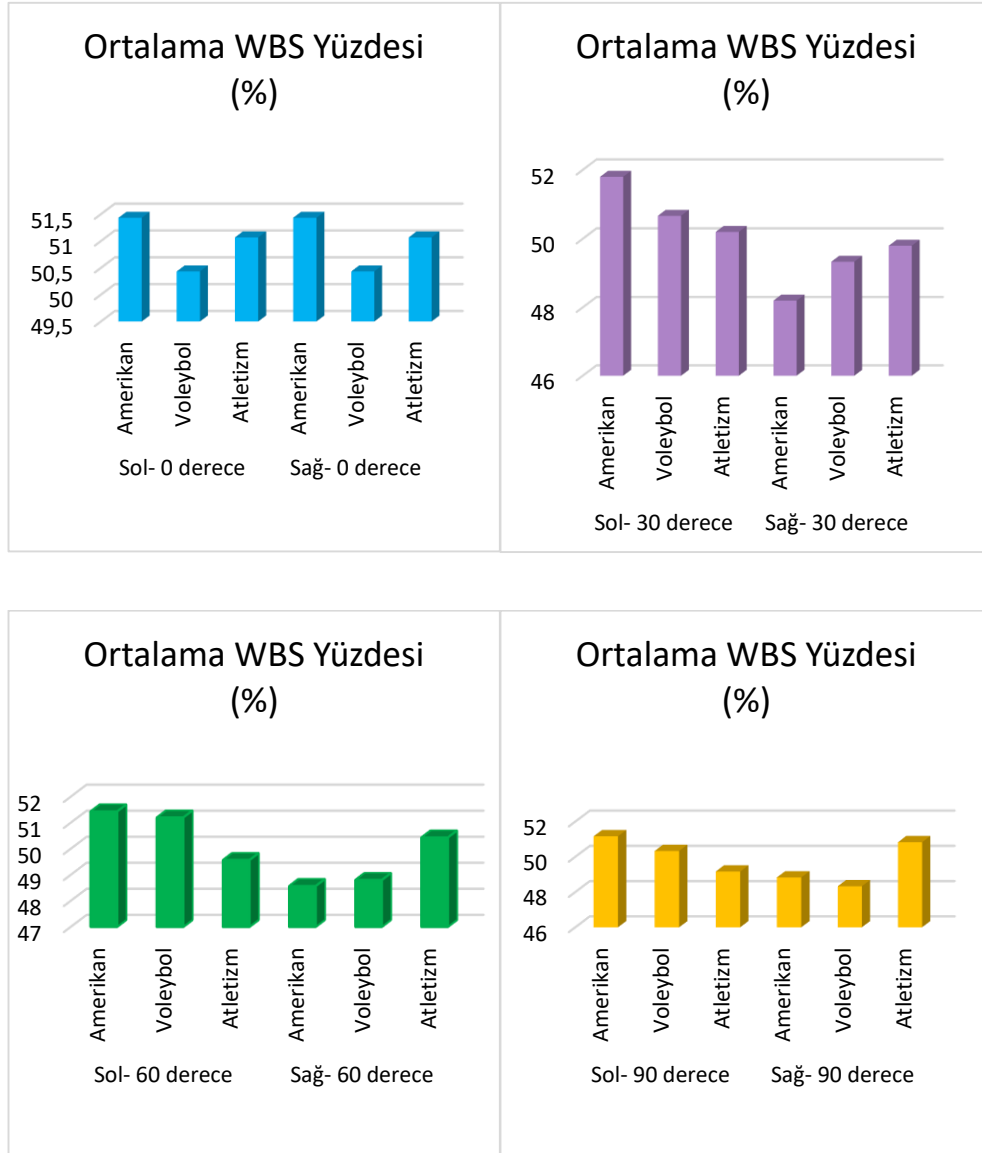 Ortalama WBS Yüzdesi
(%)
51,5
51
50,5
50
49,5
Amerikan
Voleybol
Atletizm
Amerikan
Voleybol
Atletizm
Sol- 0 derece Sağ- 0 derece
Ortalama WBS Yüzdesi
(%)
52
50
48
46
Amerikan
Voleybol
Atletizm
Amerikan
Voleybol
Atletizm
Sol- 30 derece Sağ- 30 derece
Ortalama WBS Yüzdesi
(%)
52
51
50
49
48
47
Amerikan
Voleybol
Atletizm
Amerikan
Voleybol
Atletizm
Sol- 60 derece Sağ- 60 derece
Ortalama WBS Yüzdesi
(%)
52
50
48
46
Amerikan
Voleybol
Atletizm
Amerikan
Voleybol
Atletizm
Sol- 90 derece Sağ- 90 derece